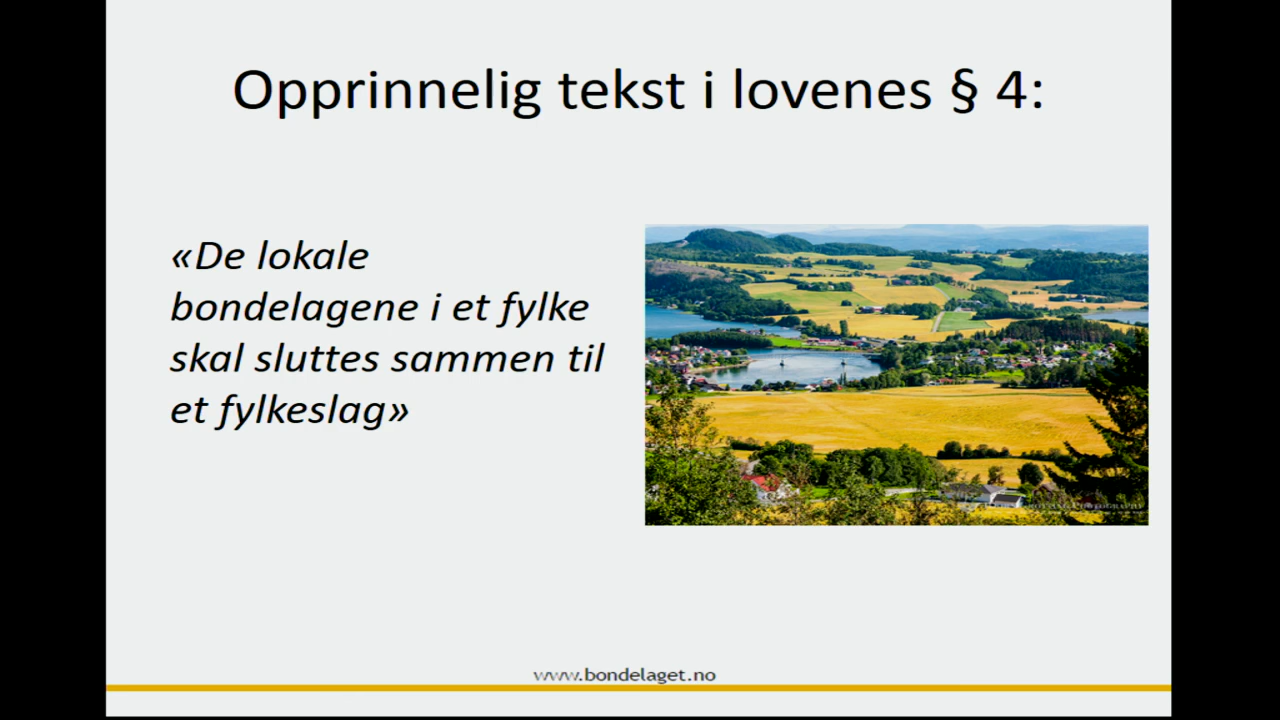 Opprinnelig tekst i lovenes § 4:
«De lokale
bondelagene i et fylke
skal sluttes sammen til
et fylkeslag»
www.bondelaget.no